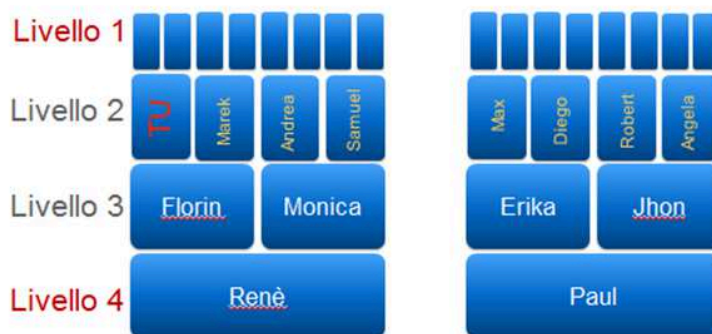 Livello 1
Livello 2 TU Marek Andrea Samuel Max Diego Robert Angela
Livello 3 Florin Monica Erika Jhon
Livello 4 Renè Paul